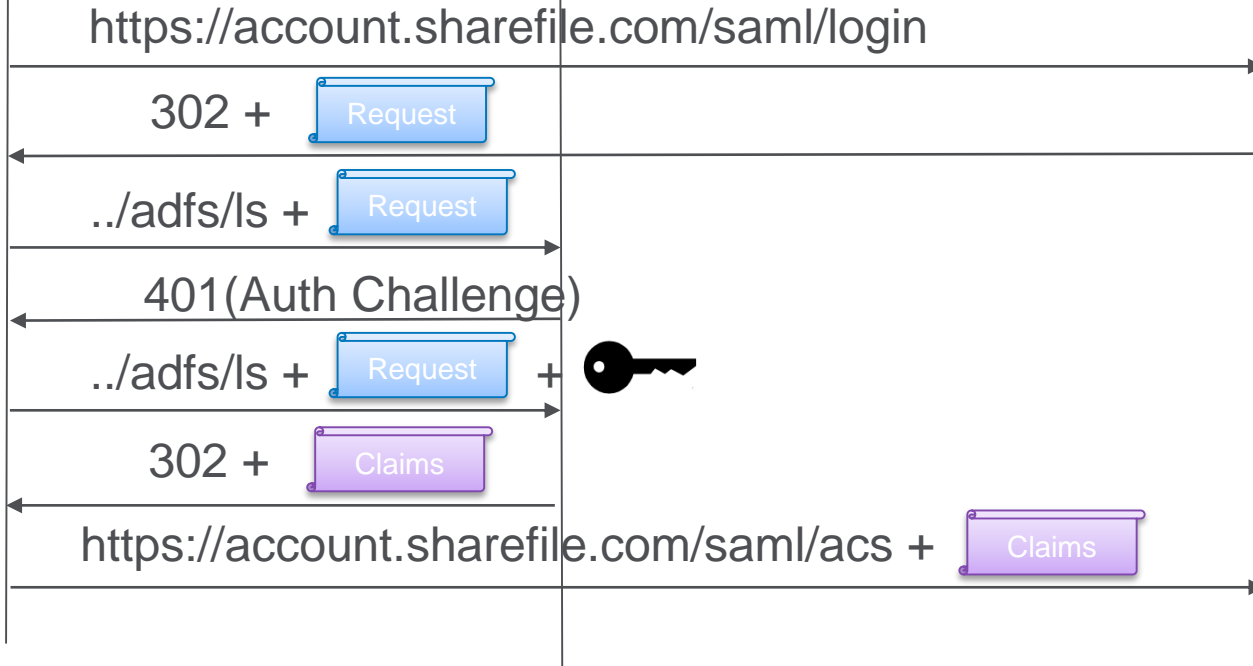 https://account.sharefile.com/saml/login
302 + Request
../adfs/ls + Request
401(Auth Challenge)
../adfs/ls + Request +
302 + Claims
https://account.sharefile.com/saml/acs + Claims